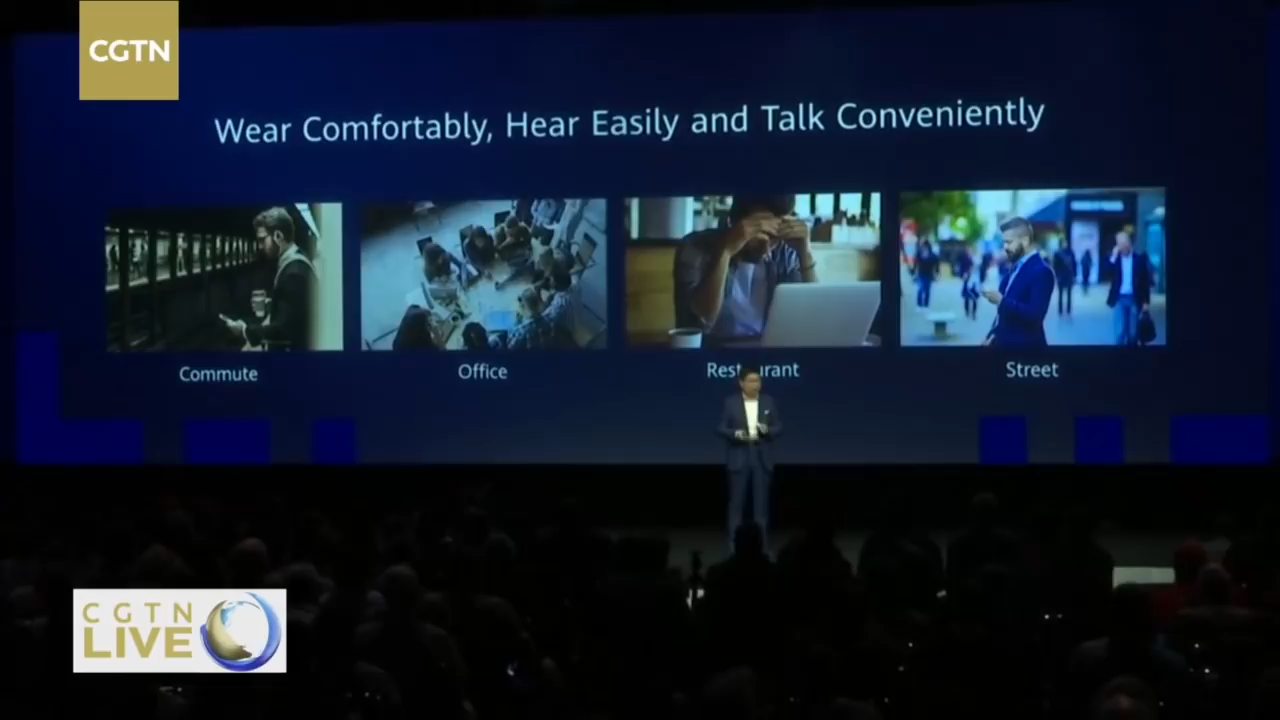 CGTN
Wear Comfortably, Hear Easily and Talk Conveniently
Commute
Office
Restaurant
Street
CGTN
LIVE